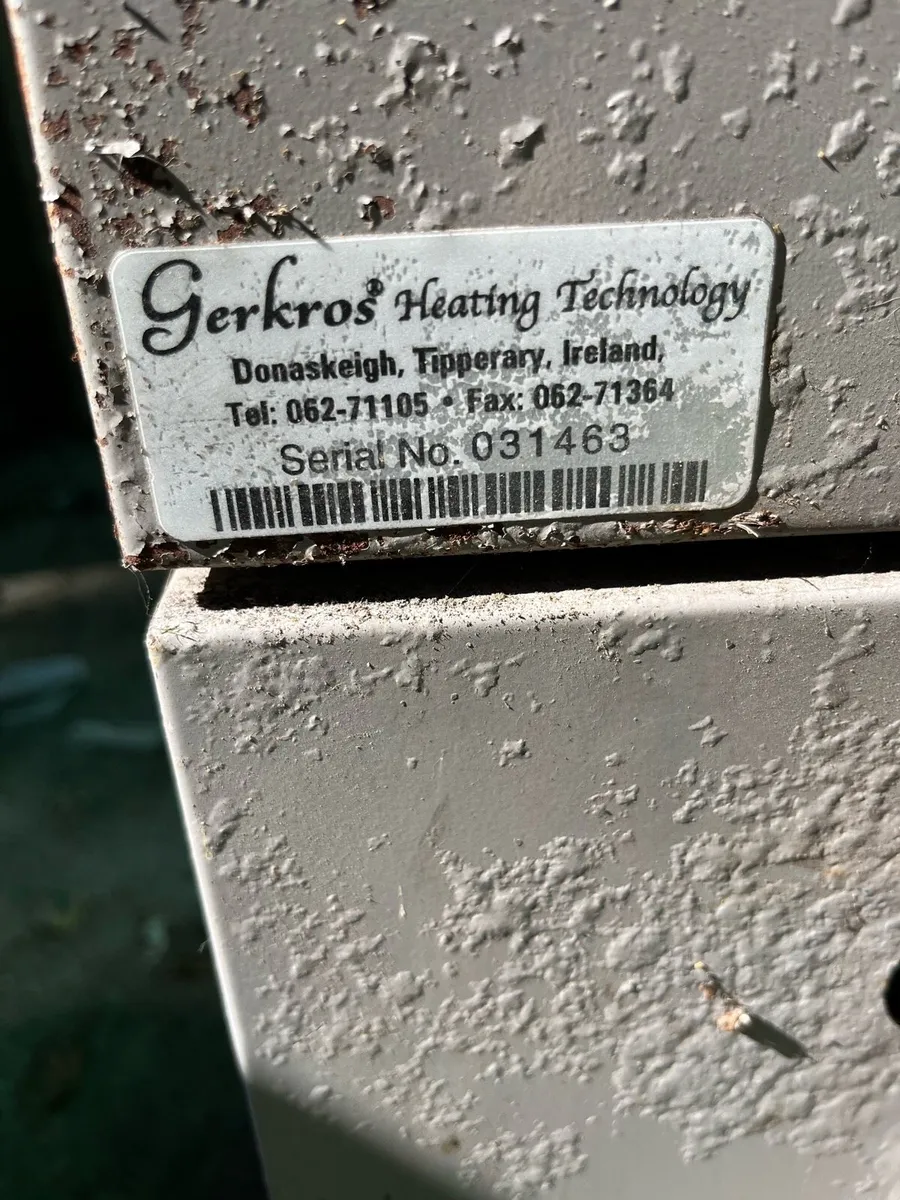 Gerkros® Heating Technology
Donaskeigh, Tipperary, Ireland,
Tel: 062-71105 • Fax: 062-71364
Serial No. 031463